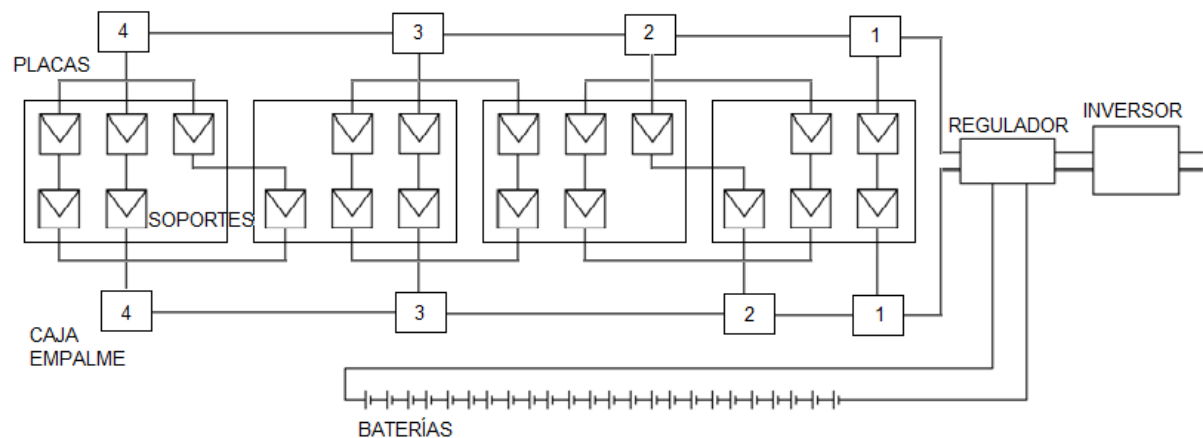 4
3
2
1
PLACAS
REGULADOR
INVERSOR
SOPORTES
4
3
2
1
CAJA
EMPALME
BATERÍAS